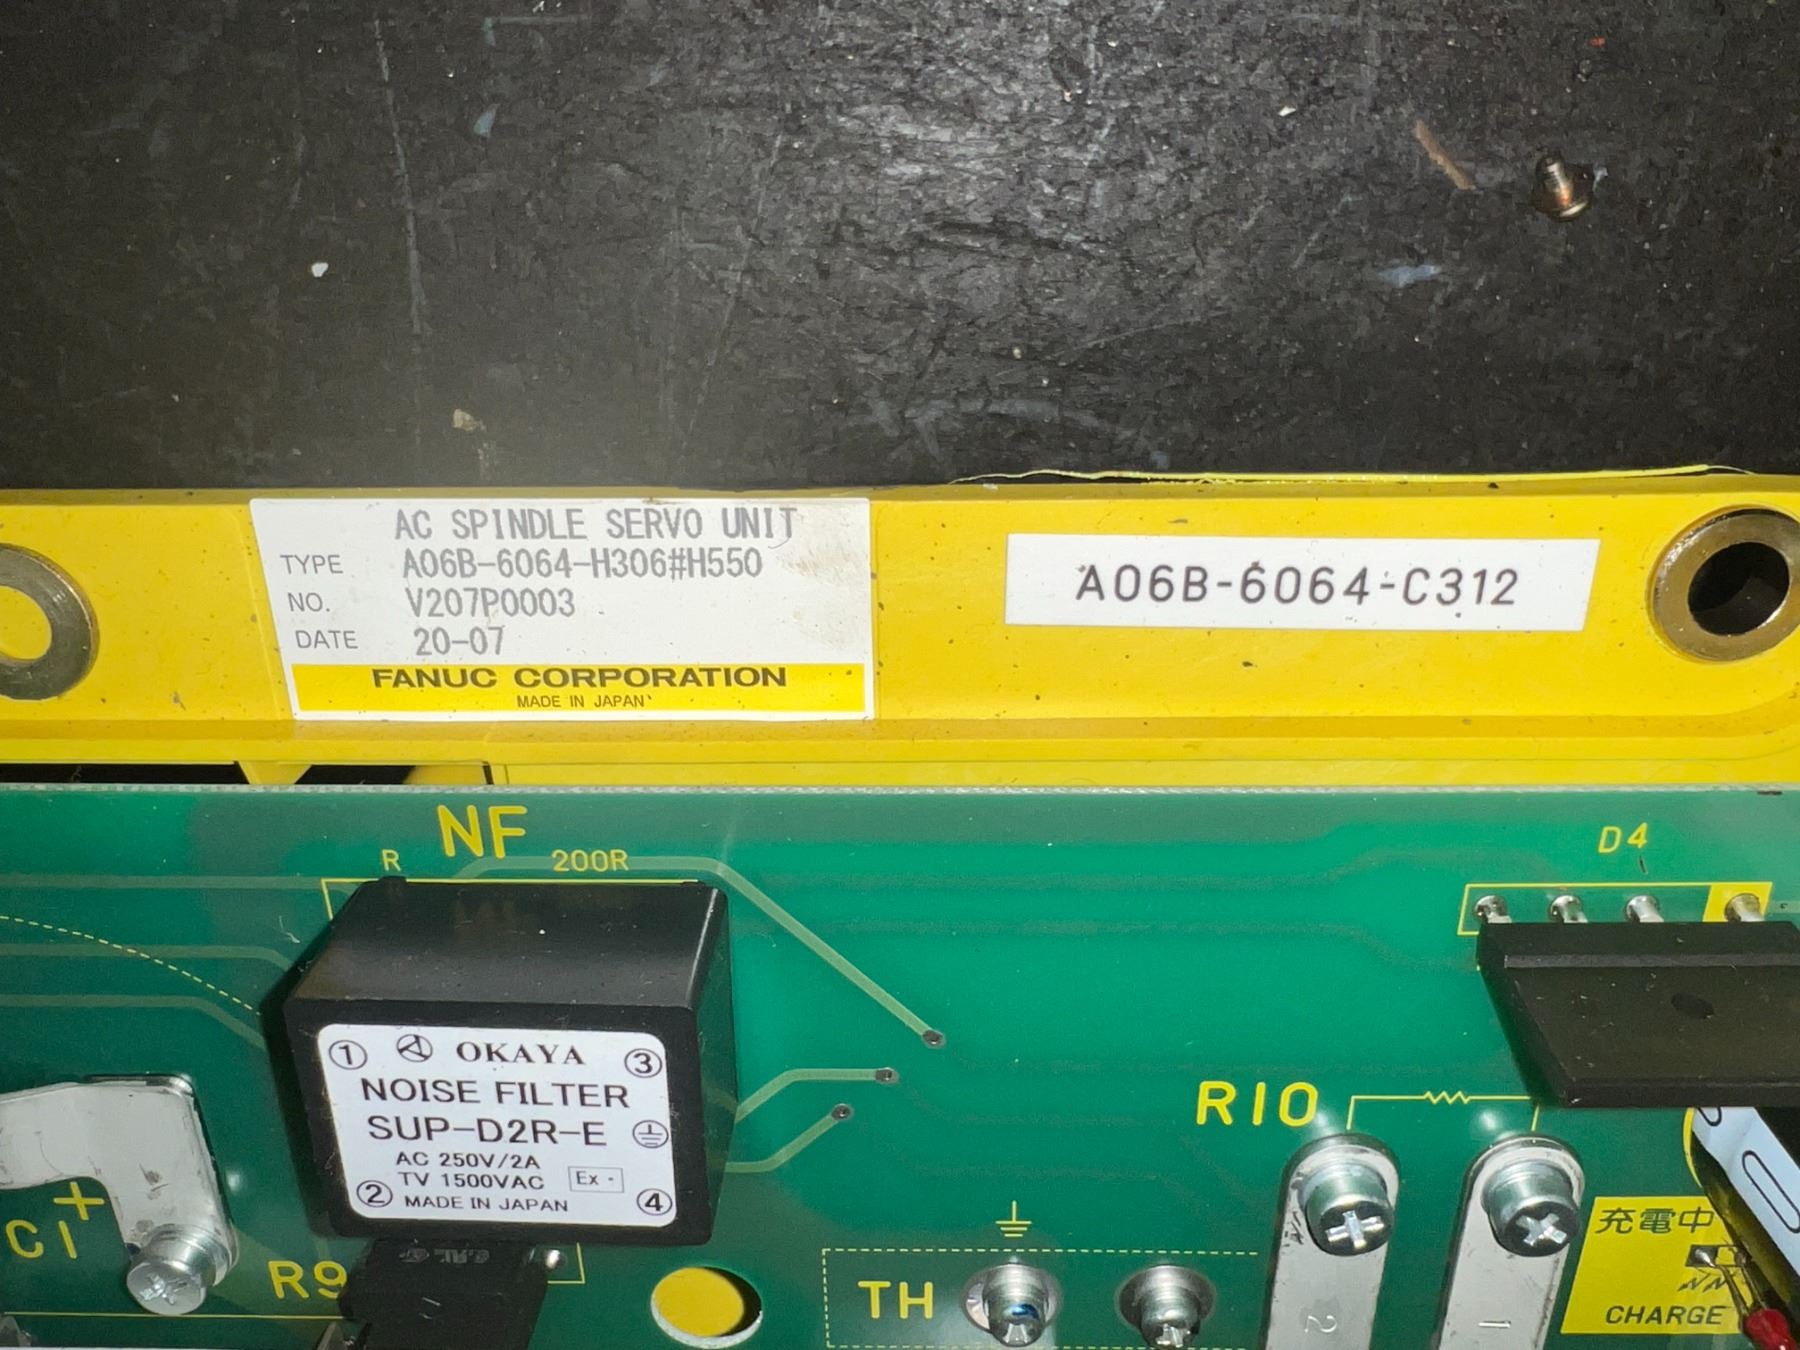 AC SPINDLE SERVO UNIT
TYPE A06B-6064-H306#H550
NO. V207P0003
DATE 20-07
FANUC CORPORATION
MADE IN JAPAN
A06B-6064-C312
NF
R
200R
D4
1 OKAYA 3
NOISE FILTER
SUP-D2R-E
AC 250V/2A
TV 1500VAC Ex
2 MADE IN JAPAN 4
R10
C1+
R9
TH
2
1
充電中
CHARGE